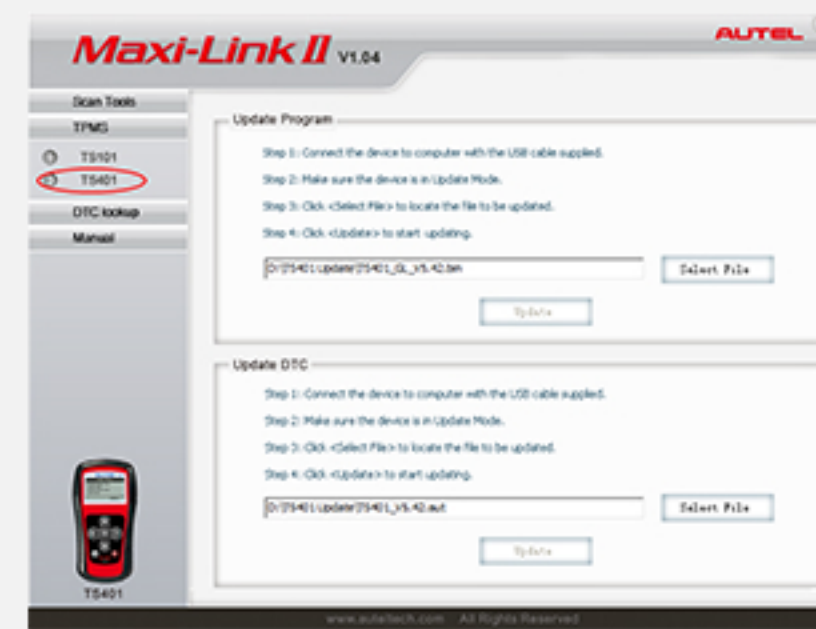 Maxi-Link II V1.04
AUTEL
Scan Tools
TPMS
TS101
TS401
DTC lookup
Manual
TS401
Update Program
Step 1: Connect the device to computer with the USB cable supplied.
Step 2: Make sure the device is in Update Mode.
Step 3: Click <Select File> to locate the file to be updated.
Step 4: Click <Update> to start updating.
D:\TS401 update\TS401_GL_V5.42.bin
Select File
Update
Update DTC
Step 1: Connect the device to computer with the USB cable supplied.
Step 2: Make sure the device is in Update Mode.
Step 3: Click <Select File> to locate the file to be updated.
Step 4: Click <Update> to start updating.
D:\TS401 update\TS401_V5.42.aut
Select File
Update
www.auteltech.com All Rights Reserved